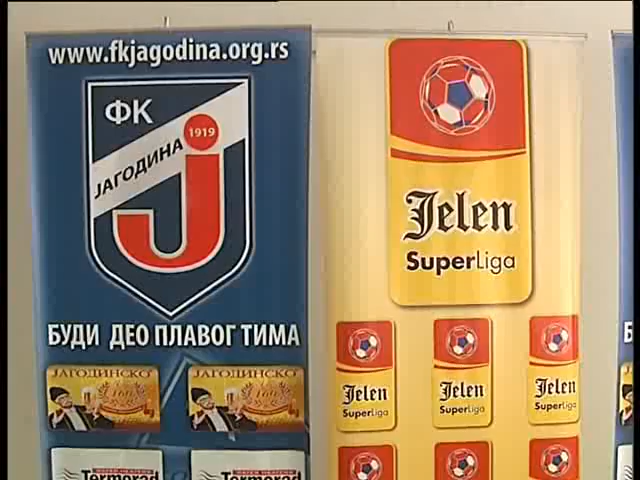 www.fkjagodina.org.rs
ФК
ЈАГОДИНА
1919
J
БУДИ ДЕО ПЛАВОГ ТИМА
ЈАГОДИНСКО
ЈАГОДИНСКО
Termorad
Termorad
Jelen
SuperLiga
Jelen
SuperLiga
Jelen
SuperLiga
Jelen
SuperLiga